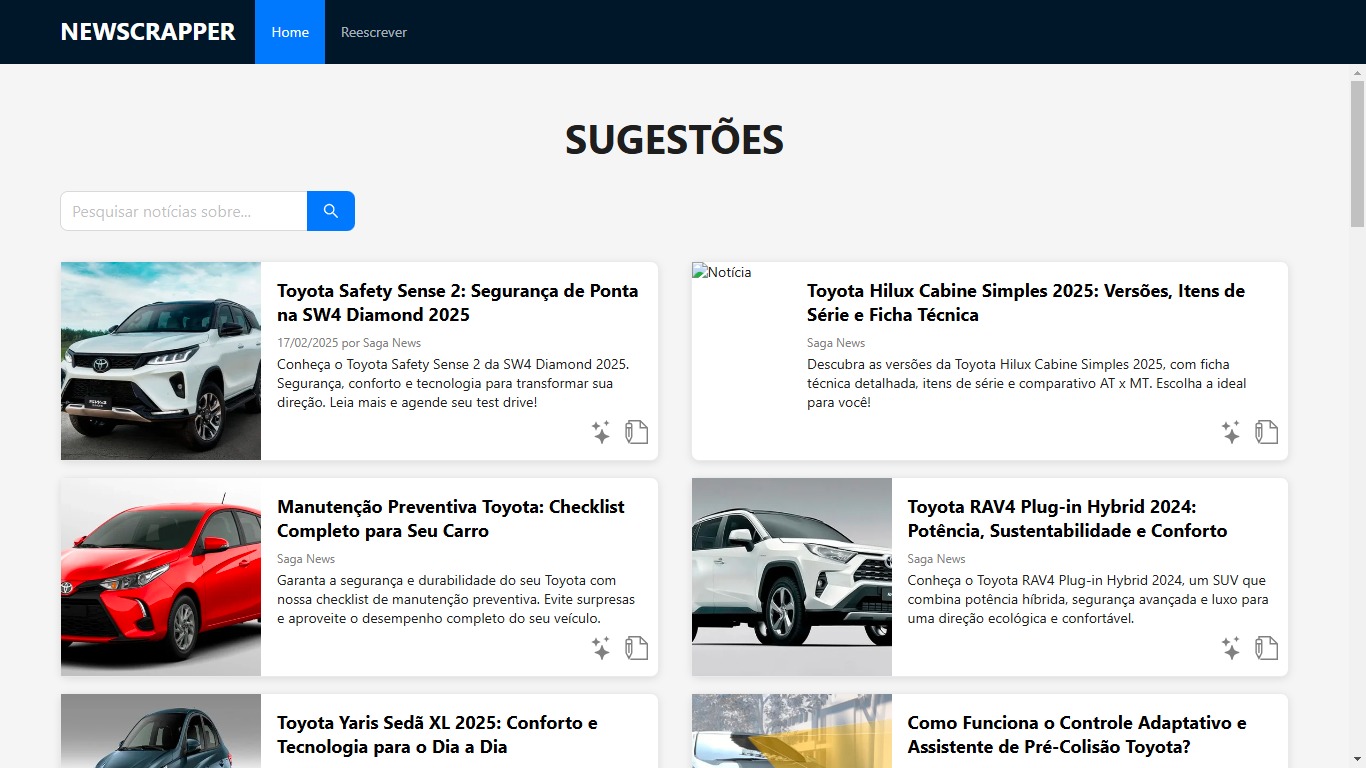 NEWSCRAPPER
Home
Reescrever
SUGESTÕES
Pesquisar notícias sobre...
Toyota Safety Sense 2: Segurança de Ponta
na SW4 Diamond 2025
17/02/2025 por Saga News
Conheça o Toyota Safety Sense 2 da SW4 Diamond 2025.
Segurança, conforto e tecnologia para transformar sua
direção. Leia mais e agende seu test drive!
Notícia
Toyota Hilux Cabine Simples 2025: Versões, Itens de
Série e Ficha Técnica
Saga News
Descubra as versões da Toyota Hilux Cabine Simples 2025, com ficha
técnica detalhada, itens de série e comparativo AT x MT. Escolha a ideal
para você!
Manutenção Preventiva Toyota: Checklist
Completo para Seu Carro
Saga News
Garanta a segurança e durabilidade do seu Toyota com
nossa checklist de manutenção preventiva. Evite surpresas
e aproveite o desempenho completo do seu veículo.
Toyota RAV4 Plug-in Hybrid 2024:
Potência, Sustentabilidade e Conforto
Saga News
Conheça o Toyota RAV4 Plug-in Hybrid 2024, um SUV que
combina potência híbrida, segurança avançada e luxo para
uma direção ecológica e confortável.
Toyota Yaris Sedã XL 2025: Conforto e
Tecnologia para o Dia a Dia
Como Funciona o Controle Adaptativo e
Assistente de Pré-Colisão Toyota?